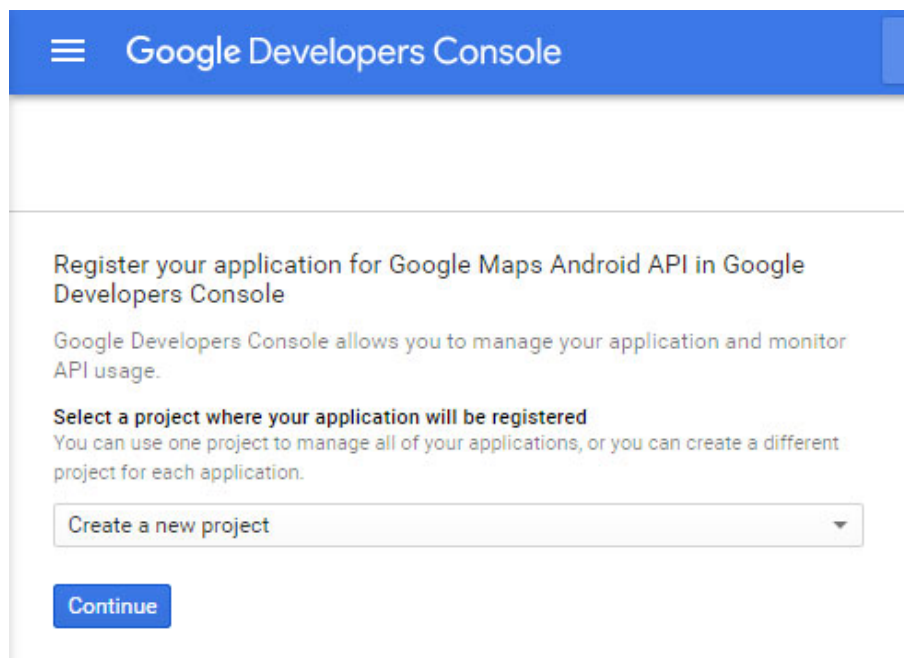 Google Developers Console
Register your application for Google Maps Android API in Google
Developers Console
Google Developers Console allows you to manage your application and monitor
API usage.
Select a project where your application will be registered
You can use one project to manage all of your applications, or you can create a different
project for each application.
Create a new project
Continue